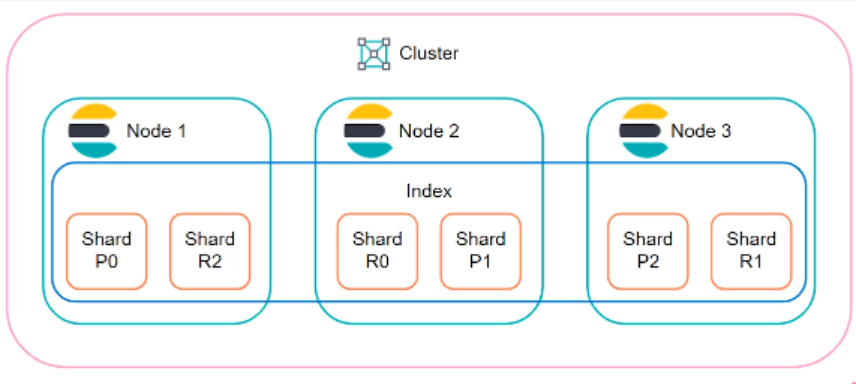 Cluster
Node 1
Node 2
Node 3
Index
Shard
P0
Shard
R2
Shard
R0
Shard
P1
Shard
P2
Shard
R1